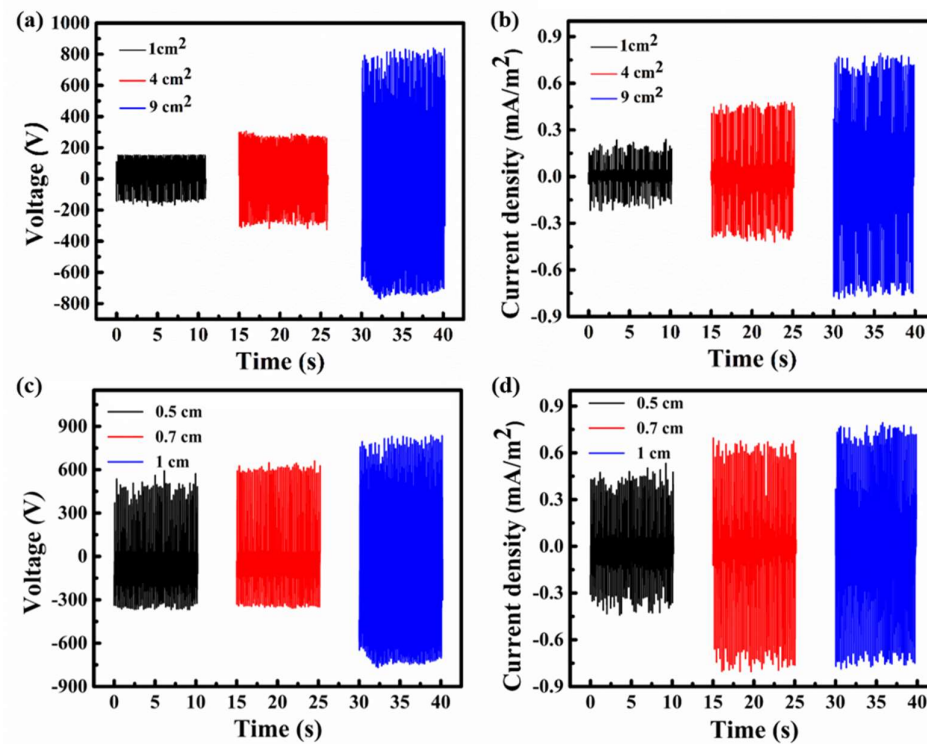 (a)
1cm²
4 cm²
9 cm²
Voltage (V)
1000
800
600
400
200
0
-200
-400
-600
-800
0 5 10 15 20 25 30 35 40
Time (s)
(b)
1cm²
4 cm²
9 cm²
Current density (mA/m²)
0.9
0.6
0.3
0.0
-0.3
-0.6
-0.9
0 5 10 15 20 25 30 35 40
Time (s)
(c)
0.5 cm
0.7 cm
1 cm
Voltage (V)
900
600
300
0
-300
-600
-900
0 5 10 15 20 25 30 35 40
Time (s)
(d)
0.5 cm
0.7 cm
1 cm
Current density (mA/m²)
0.9
0.6
0.3
0.0
-0.3
-0.6
-0.9
0 5 10 15 20 25 30 35 40
Time (s)